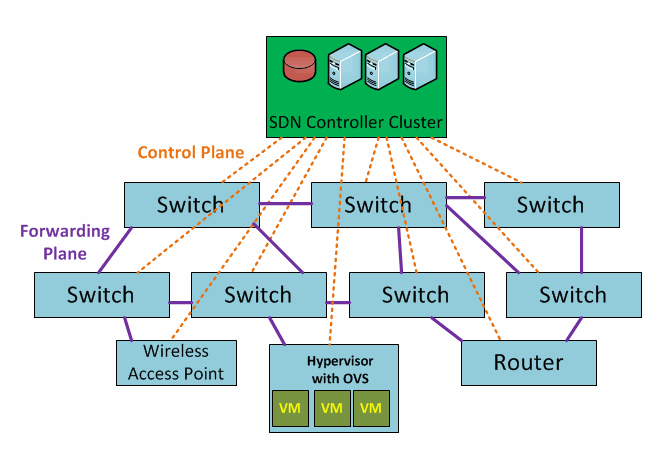 SDN Controller Cluster
Control Plane
Switch
Switch
Switch
Forwarding
Plane
Switch
Switch
Switch
Switch
Wireless
Access Point
Hypervisor
with OVS
VM
VM
VM
Router